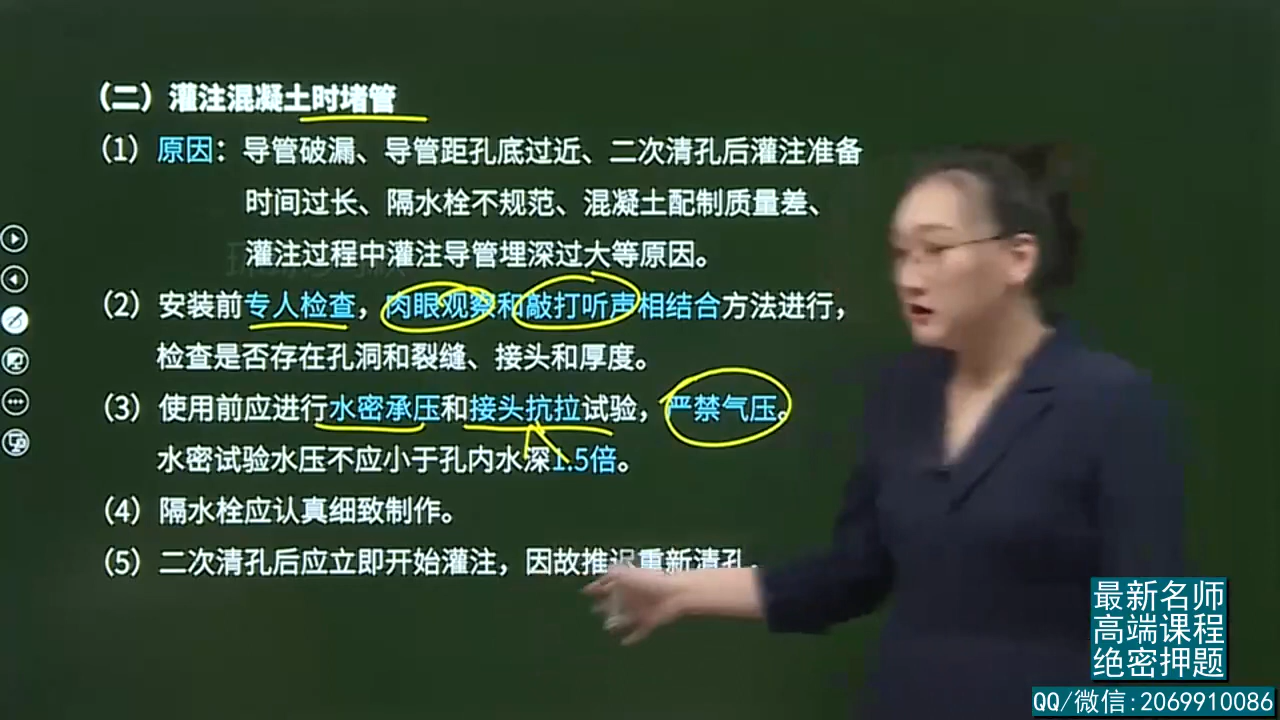 （二）灌注混凝土时堵管
（1）原因：导管破漏、导管距孔底过近、二次清孔后灌注准备
时间过长、隔水栓不规范、混凝土配制质量差、
灌注过程中灌注导管埋深过大等原因。
（2）安装前专人检查，肉眼观察和敲打听声相结合方法进行，
检查是否存在孔洞和裂缝、接头和厚度。
（3）使用前应进行水密承压和接头抗拉试验，严禁气压。
水密试验水压不应小于孔内水深1.5倍。
（4）隔水栓应认真细致制作。
（5）二次清孔后应立即开始灌注，因故推迟重新清孔.
最新名师
高端课程
绝密押题
QQ/微信:2069910086